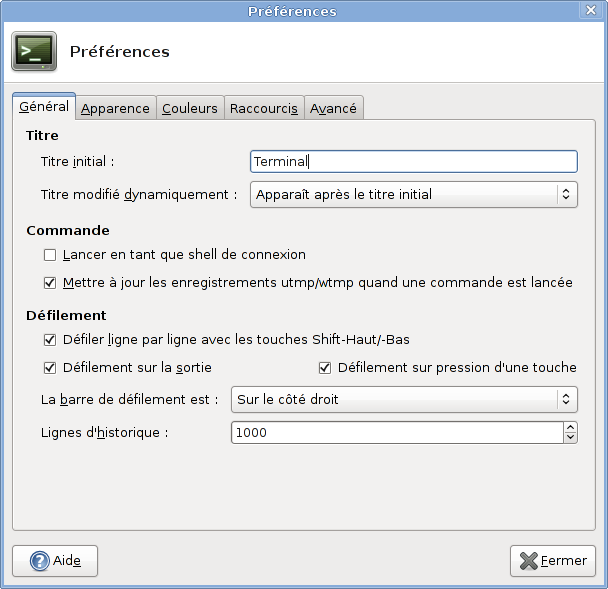 Préférences
>_
Préférences
Général Apparence Couleurs Raccourcis Avancé
Titre
Titre initial : Terminal
Titre modifié dynamiquement : Apparaît après le titre initial
Commande
Lancer en tant que shell de connexion
Mettre à jour les enregistrements utmp/wtmp quand une commande est lancée
Défilement
Défiler ligne par ligne avec les touches Shift-Haut/-Bas
Défilement sur la sortie Défilement sur pression d'une touche
La barre de défilement est : Sur le côté droit
Lignes d'historique : 1000
Aide Fermer